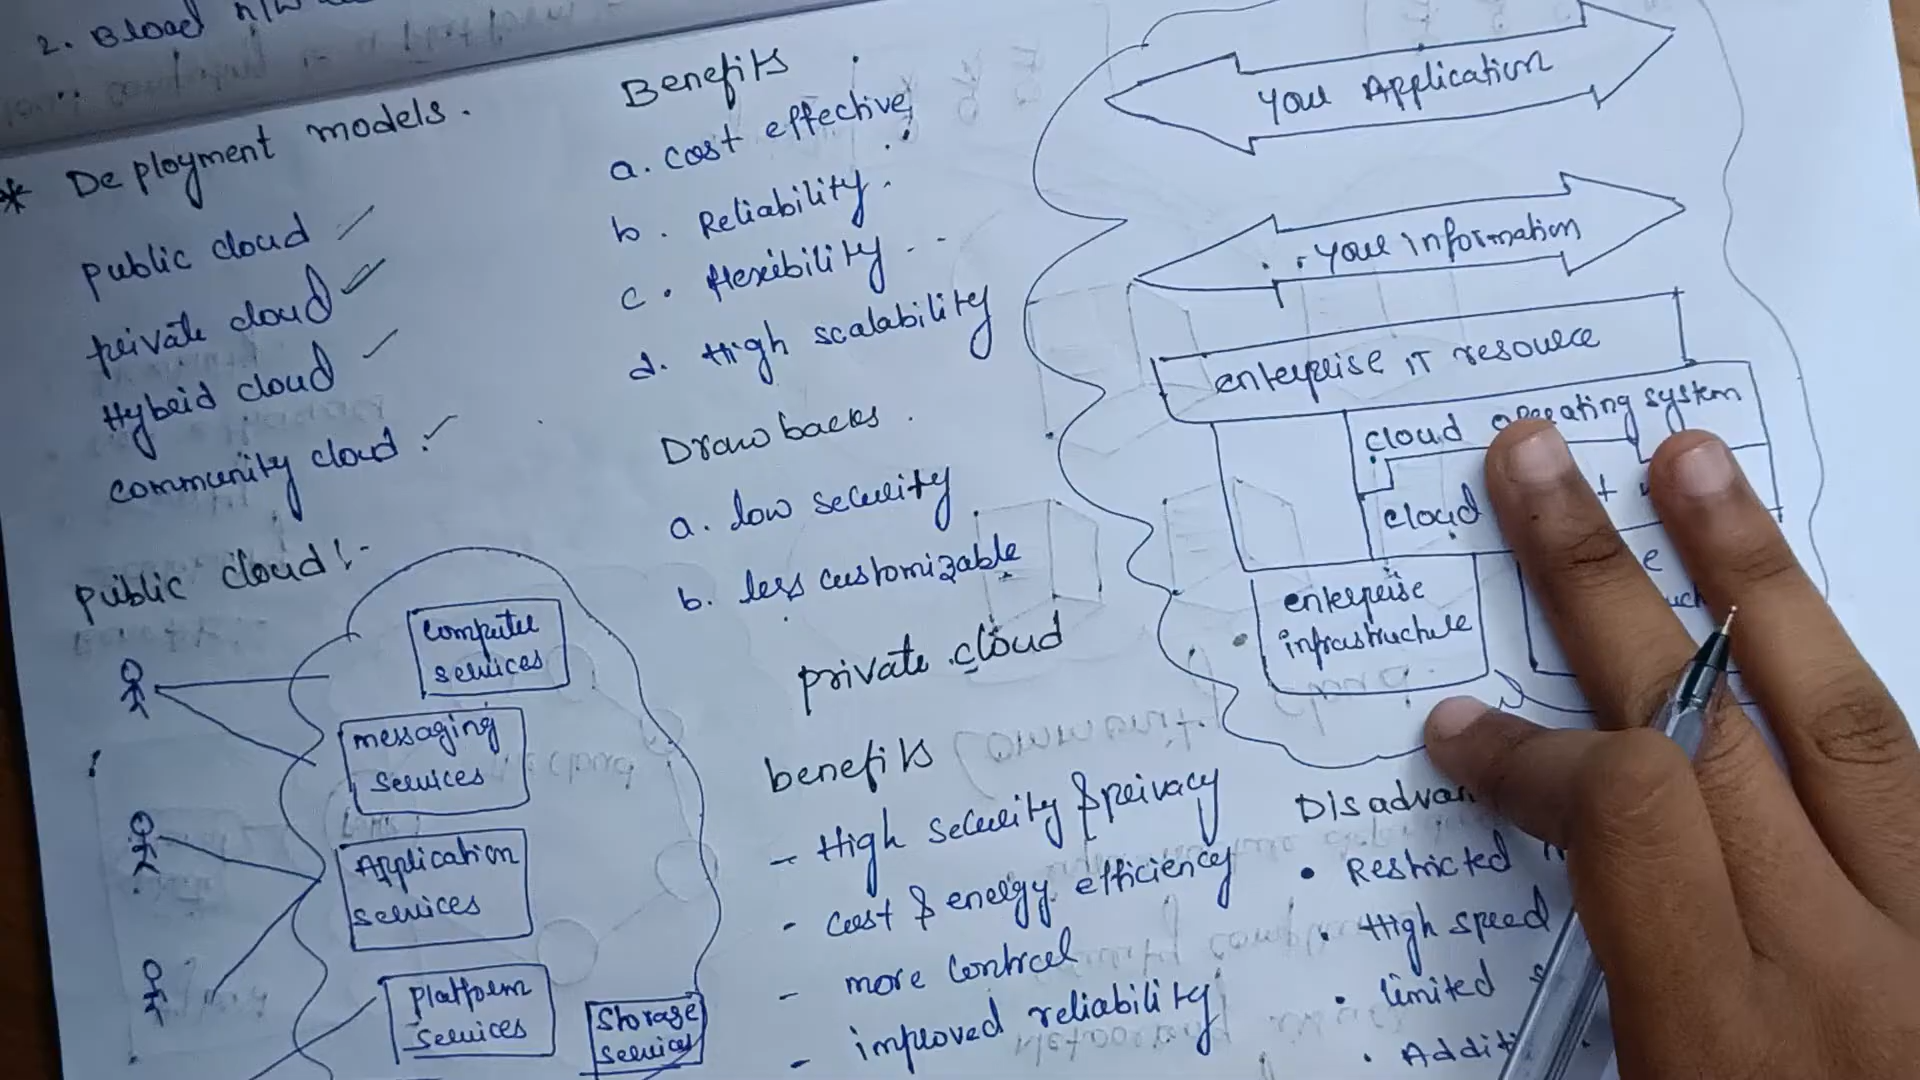 2. Bload n/w
* Deployment models.
public cloud
private cloud
Hybrid cloud
community cloud.
public cloud:-
computer
services
messaging
services
Application
services
platform
services
storage
services
Benefits
a. cost effective
b. Reliability.
c. flexibility..
d. High scalability
Drawbacks.
a. low security
b. less customizable
private cloud
benefits
- High security & privacy
- cost & energy efficiency
- more control
- improved reliability
your Application
your information
enterprise IT resource
cloud operating system
cloud
enterprise
infrastructure
Disadvan
• Restricted
• High speed
• limited
• Additi